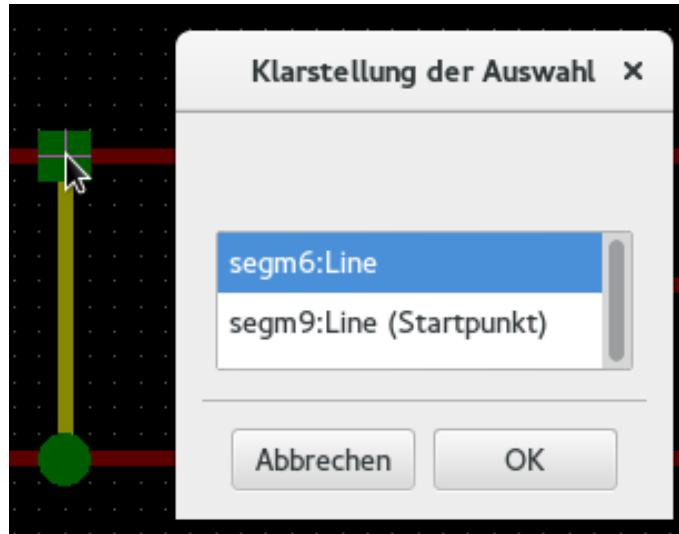 Klarstellung der Auswahl
segm6:Line
segm9:Line (Startpunkt)
Abbrechen
OK